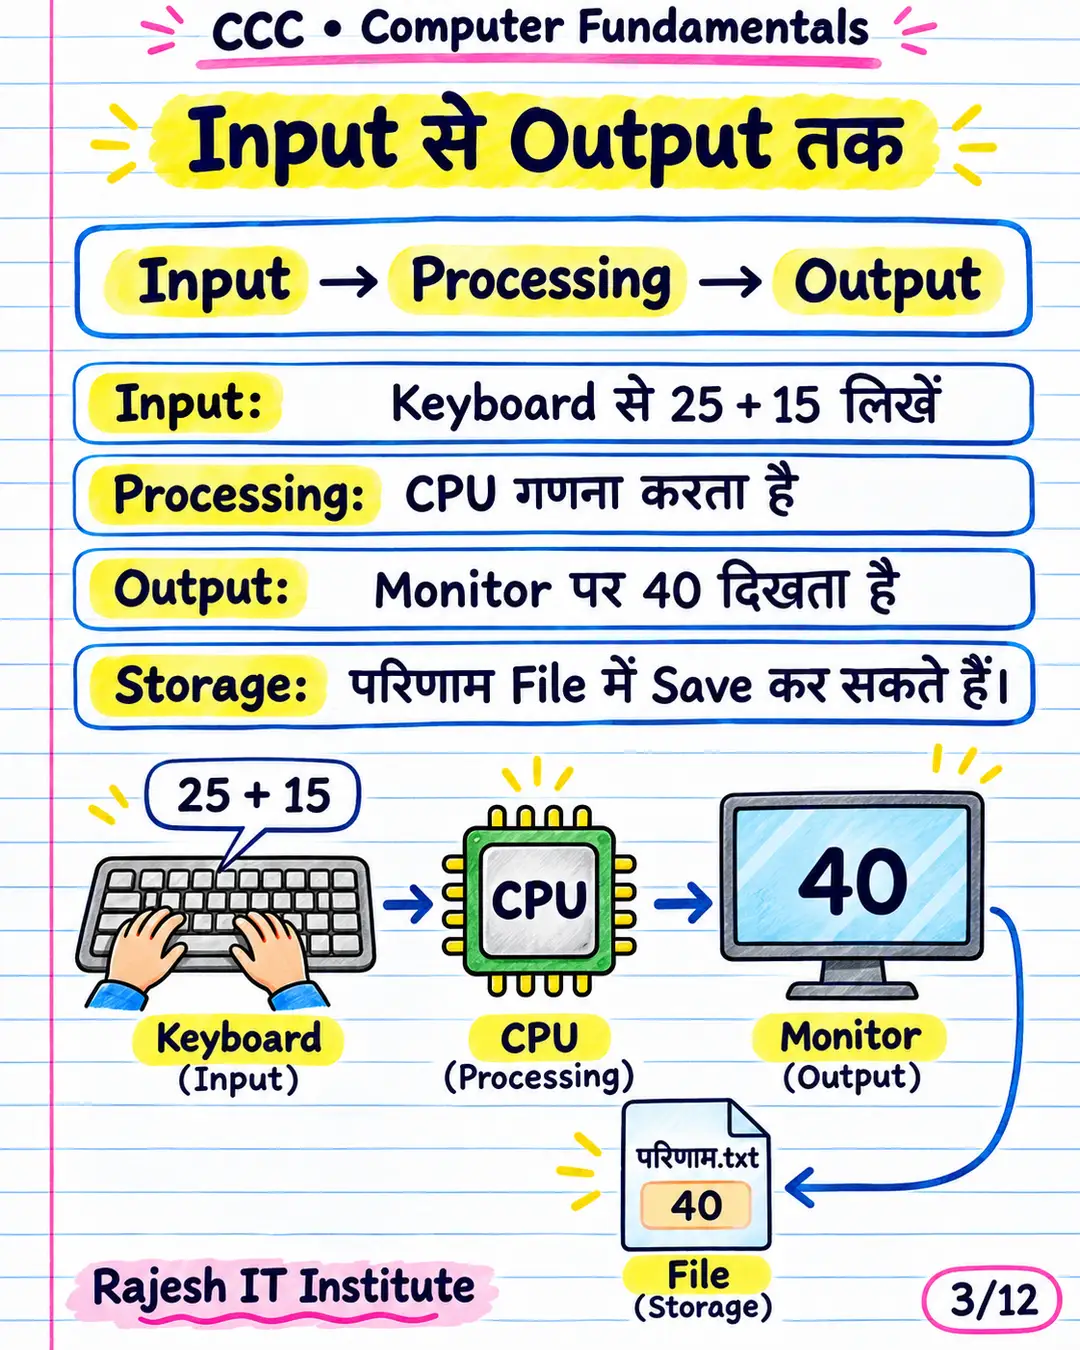 CCC • Computer Fundamentals
Input से Output तक
Input → Processing → Output
Input: Keyboard से 25 + 15 लिखें
Processing: CPU गणना करता है
Output: Monitor पर 40 दिखता है
Storage: परिणाम File में Save कर सकते हैं।
25 + 15
CPU
40
Keyboard
(Input)
CPU
(Processing)
Monitor
(Output)
परिणाम.txt
40
File
(Storage)
Rajesh IT Institute
3/12